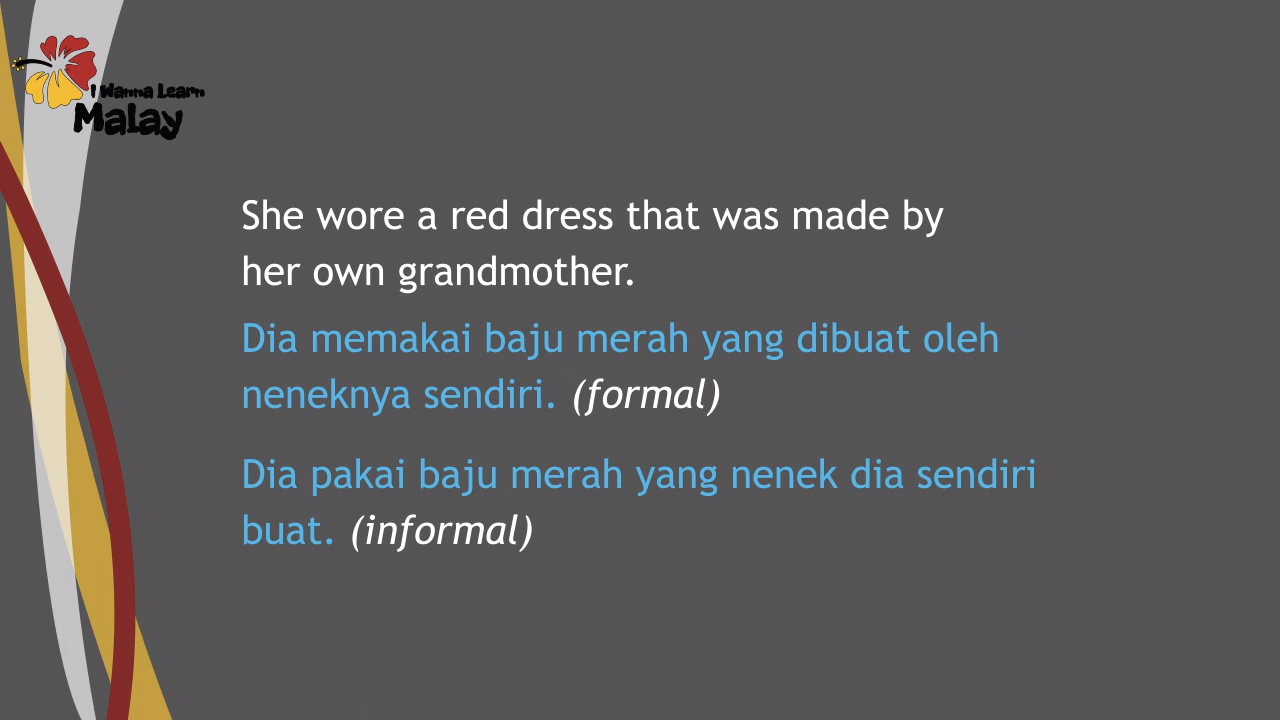 I Wanna Learn
Malay
She wore a red dress that was made by
her own grandmother.
Dia memakai baju merah yang dibuat oleh
neneknya sendiri. (formal)
Dia pakai baju merah yang nenek dia sendiri
buat. (informal)